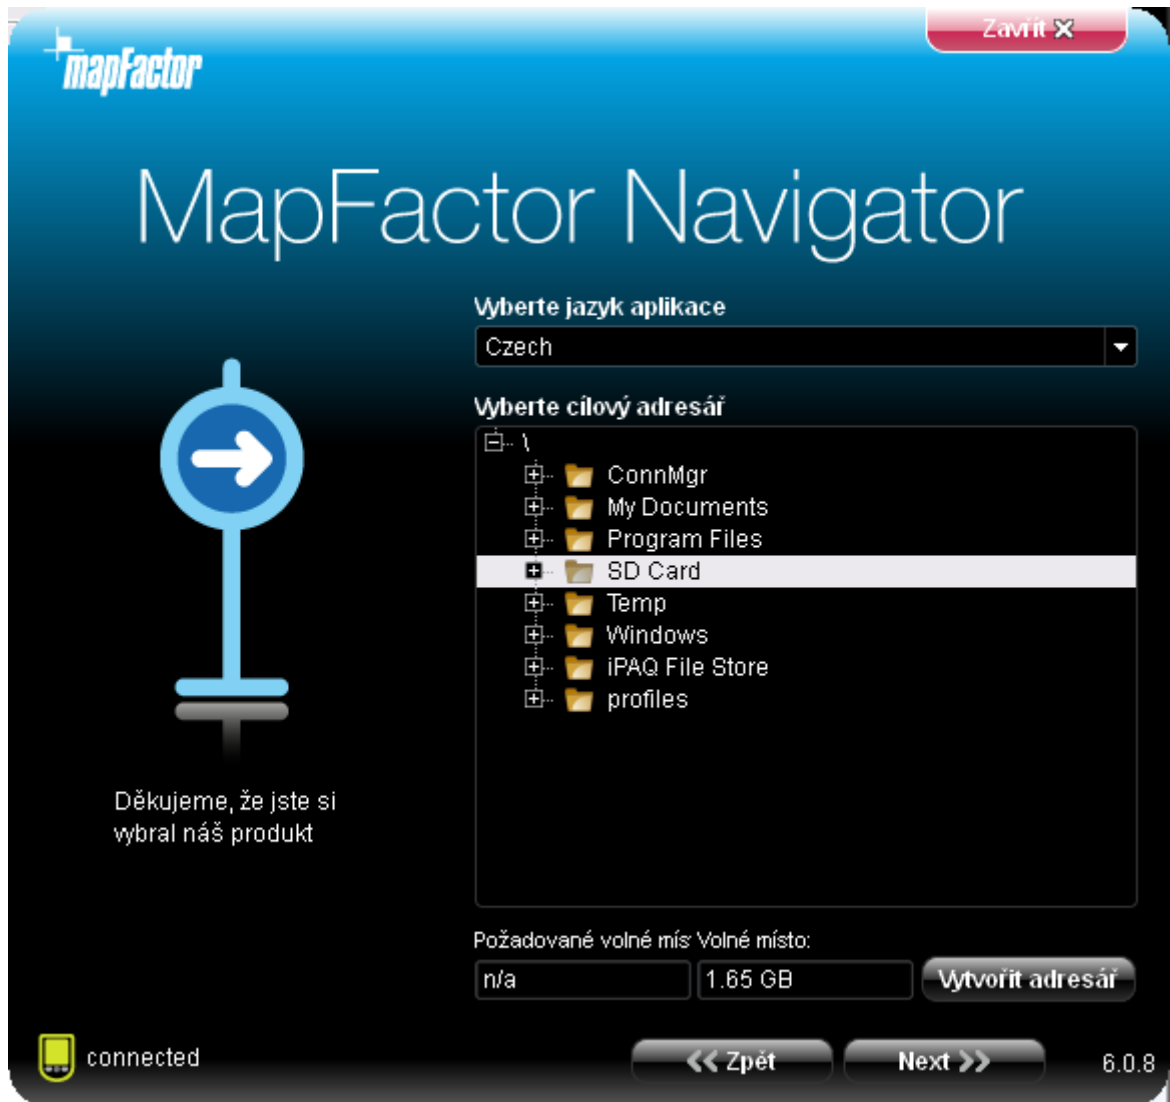 Zavřít
mapFactor
MapFactor Navigator
Vyberte jazyk aplikace
Czech
Vyberte cílový adresář
\
ConnMgr
My Documents
Program Files
SD Card
Temp
Windows
iPAQ File Store
profiles
Děkujeme, že jste si
vybral náš produkt
Požadované volné mís Volné místo:
n/a 1.65 GB Vytvořit adresář
connected << Zpět Next >> 6.0.8